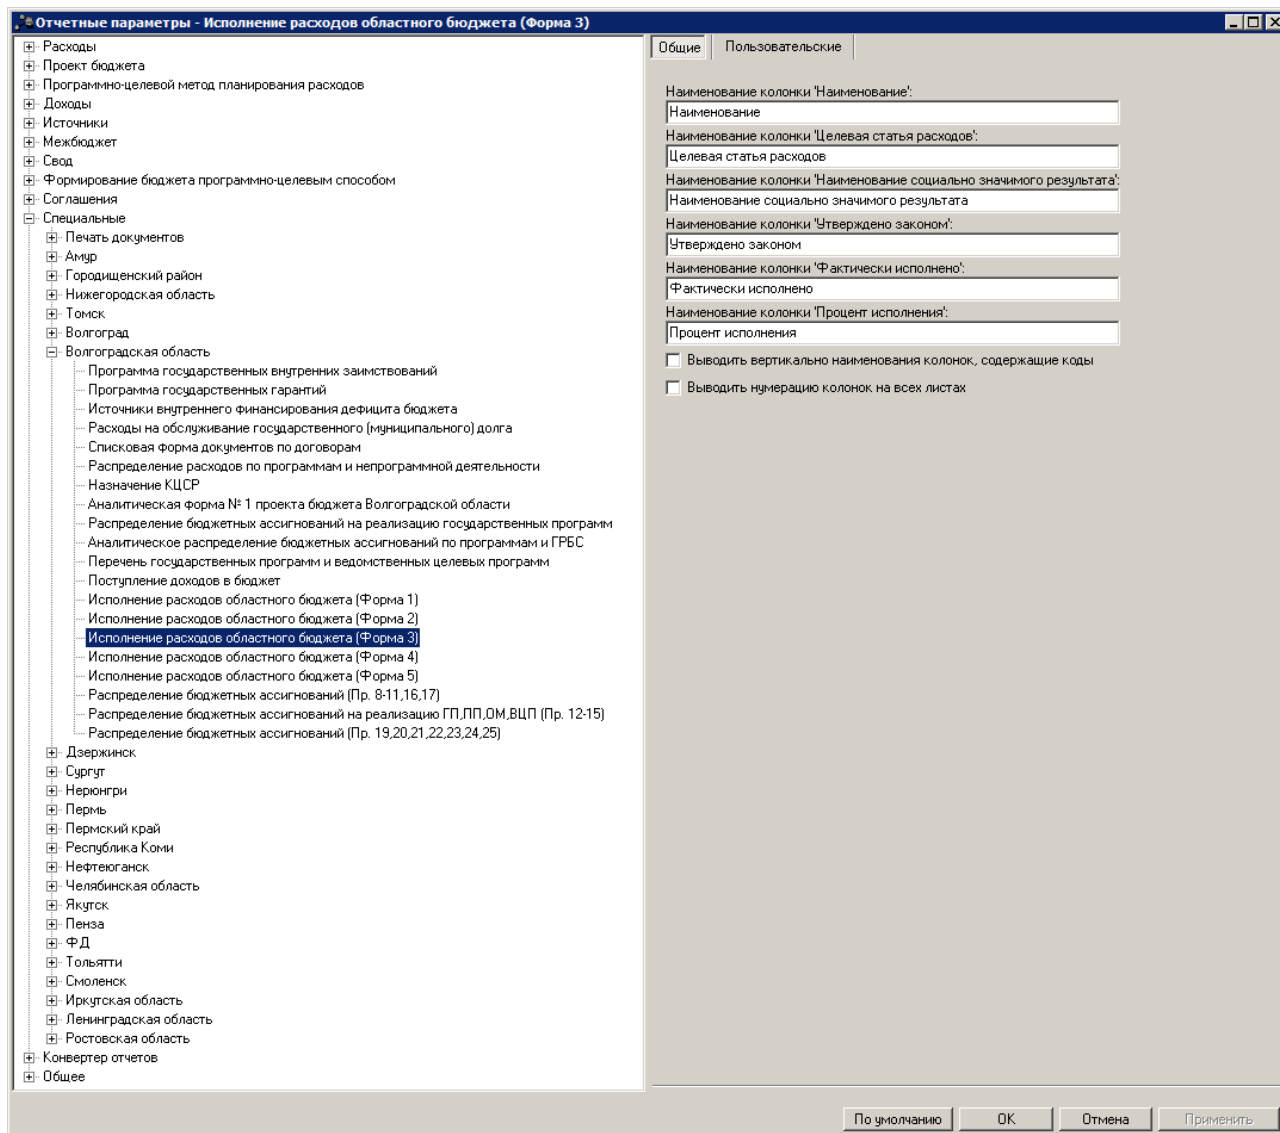 Отчетные параметры - Исполнение расходов областного бюджета (Форма 3)
Расходы
Проект бюджета
Программно-целевой метод планирования расходов
Доходы
Источники
Межбюджет
Свод
Формирование бюджета программно-целевым способом
Соглашения
Специальные
Печать документов
Амур
Городищенский район
Нижегородская область
Томск
Волгоград
Волгоградская область
Программа государственных внутренних заимствований
Программа государственных гарантий
Источники внутреннего финансирования дефицита бюджета
Расходы на обслуживание государственного (муниципального) долга
Списковая форма документов по договорам
Распределение расходов по программам и непрограммной деятельности
Назначение КЦСР
Аналитическая форма № 1 проекта бюджета Волгоградской области
Распределение бюджетных ассигнований на реализацию государственных программ
Аналитическое распределение бюджетных ассигнований по программам и ГРБС
Перечень государственных программ и ведомственных целевых программ
Поступление доходов в бюджет
Исполнение расходов областного бюджета (Форма 1)
Исполнение расходов областного бюджета (Форма 2)
Исполнение расходов областного бюджета (Форма 3)
Исполнение расходов областного бюджета (Форма 4)
Исполнение расходов областного бюджета (Форма 5)
Распределение бюджетных ассигнований (Пр. 8-11,16,17)
Распределение бюджетных ассигнований на реализацию ГП,ПП,ОМ,ВЦП (Пр. 12-15)
Распределение бюджетных ассигнований (Пр. 19,20,21,22,23,24,25)
Дзержинск
Сургут
Нерюнгри
Пермь
Пермский край
Республика Коми
Нефтеюганск
Челябинская область
Якутск
Пенза
ФД
Тольятти
Смоленск
Иркутская область
Ленинградская область
Ростовская область
Конвертер отчетов
Общее
Общие
Пользовательские
Наименование колонки 'Наименование':
Наименование
Наименование колонки 'Целевая статья расходов':
Целевая статья расходов
Наименование колонки 'Наименование социально значимого результата':
Наименование социально значимого результата
Наименование колонки 'Утверждено законом':
Утверждено законом
Наименование колонки 'Фактически исполнено':
Фактически исполнено
Наименование колонки 'Процент исполнения':
Процент исполнения
Выводить вертикально наименования колонок, содержащие коды
Выводить нумерацию колонок на всех листах
По умолчанию
OK
Отмена
Применить